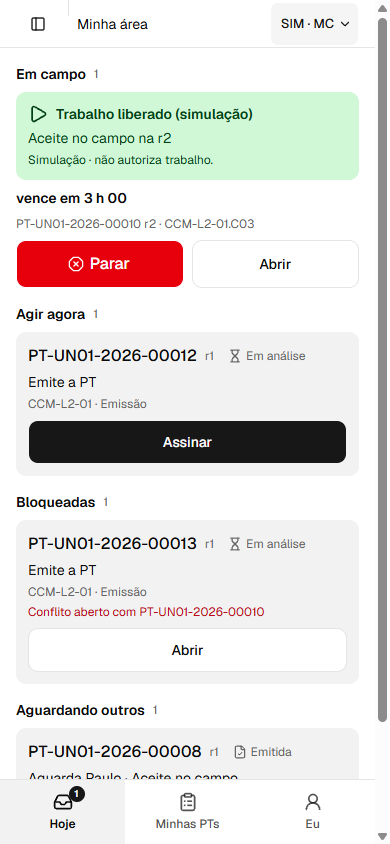 Minha área
SIM · MC
Em campo 1
Trabalho liberado (simulação)
Aceite no campo na r2
Simulação · não autoriza trabalho.
vence em 3 h 00
PT-UN01-2026-00010 r2 · CCM-L2-01.C03
Parar
Abrir
Agir agora 1
PT-UN01-2026-00012 r1 Em análise
Emite a PT
CCM-L2-01 · Emissão
Assinar
Bloqueadas 1
PT-UN01-2026-00013 r1 Em análise
Emite a PT
CCM-L2-01 · Emissão
Conflito aberto com PT-UN01-2026-00010
Abrir
Aguardando outros 1
PT-UN01-2026-00008 r1 Emitida
Aguarda Paulo · Aceite no campo
1
Hoje
Minhas PTs
Eu